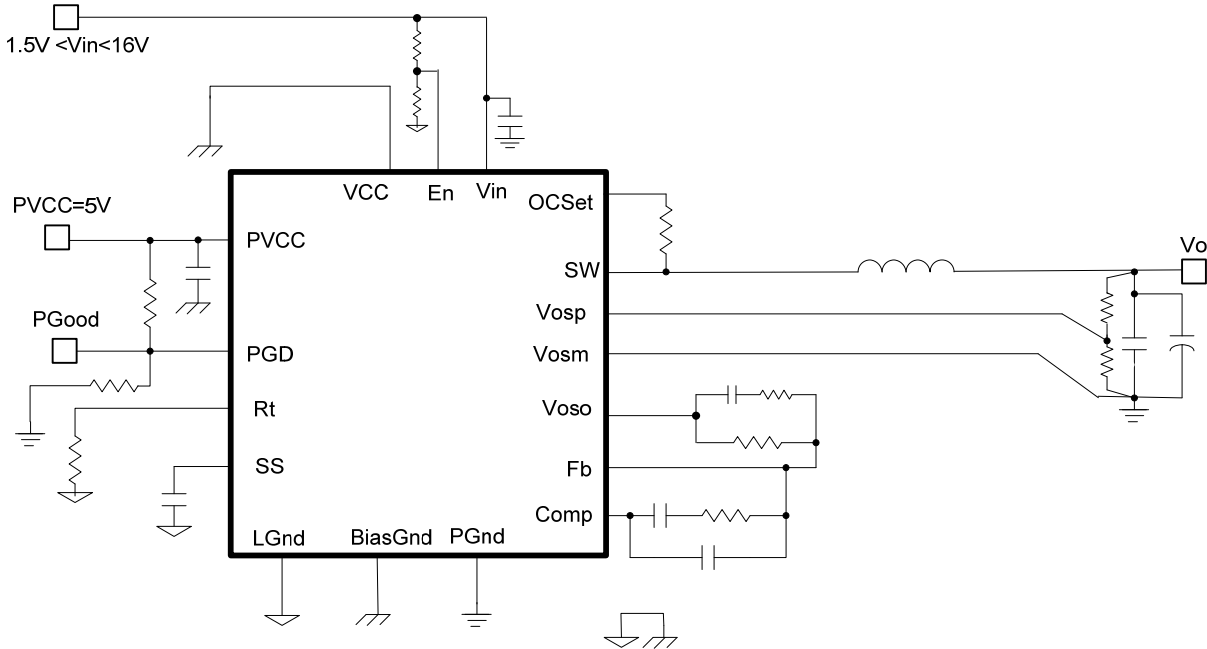 1.5V <Vin<16V
VCC
En
Vin
OCSet
PVCC=5V
PVCC
SW
Vo
Vosp
PGood
PGD
Vosm
Rt
Voso
SS
Fb
Comp
LGnd
BiasGnd
PGnd